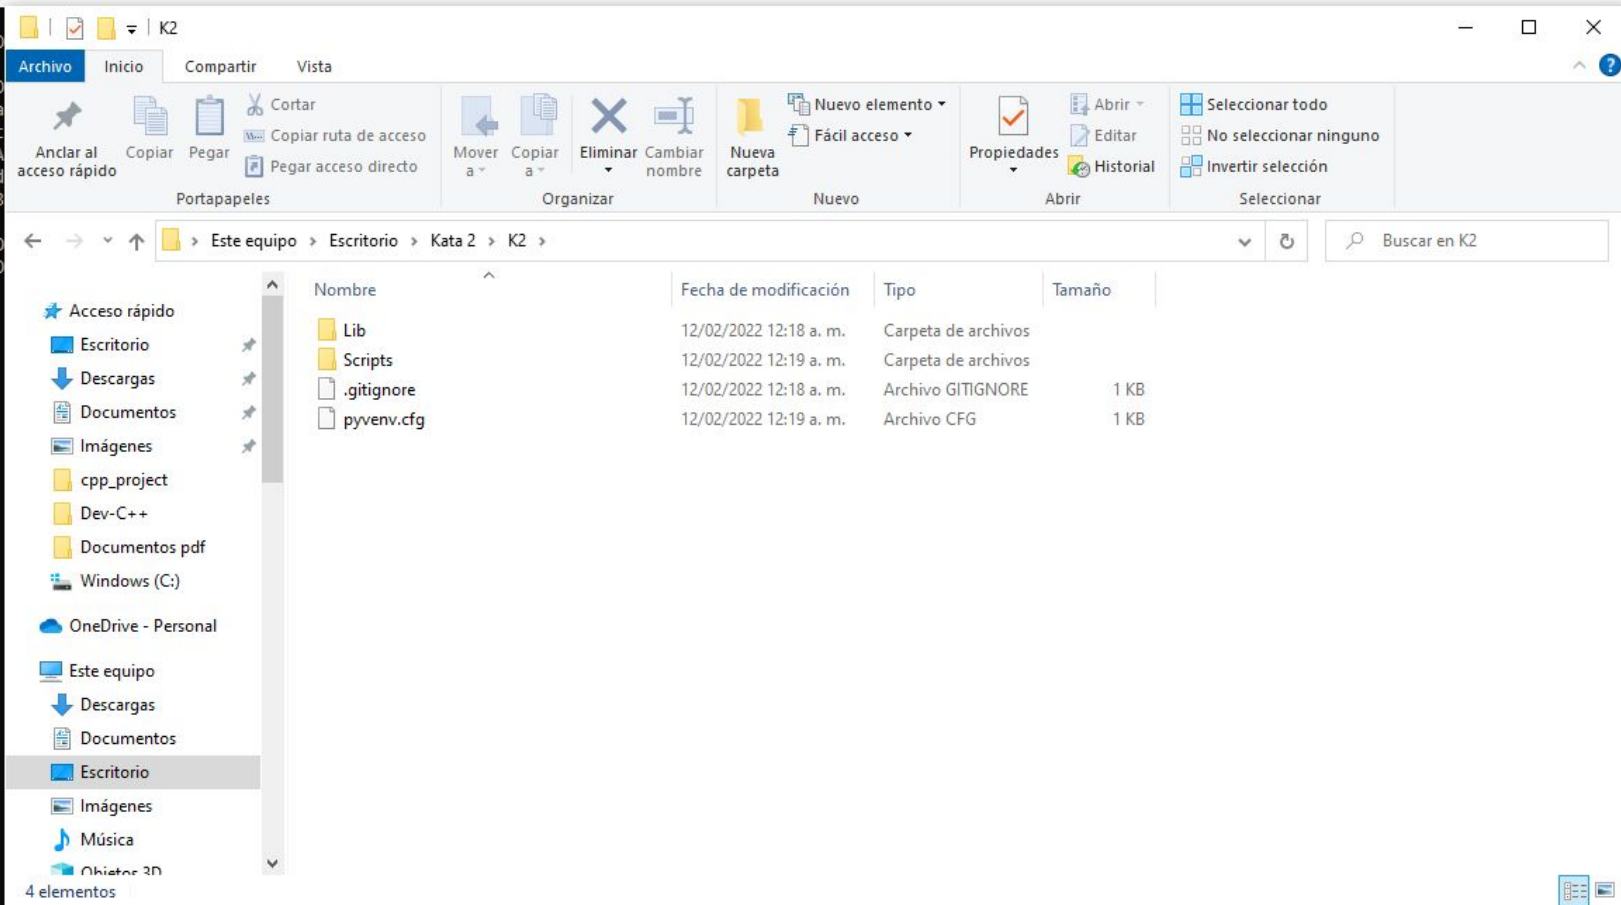 K2
Archivo Inicio Compartir Vista
Anclar al acceso rápido
Copiar
Pegar
Cortar
Copiar ruta de acceso
Pegar acceso directo
Portapapeles
Mover a
Copiar a
Eliminar
Cambiar nombre
Organizar
Nueva carpeta
Nuevo elemento
Fácil acceso
Nuevo
Propiedades
Abrir
Editar
Historial
Abrir
Seleccionar todo
No seleccionar ninguno
Invertir selección
Seleccionar
Este equipo > Escritorio > Kata 2 > K2 >
Buscar en K2
Acceso rápido
Escritorio
Descargas
Documentos
Imágenes
cpp_project
Dev-C++
Documentos pdf
Windows (C:)
OneDrive - Personal
Este equipo
Descargas
Documentos
Escritorio
Imágenes
Música
Objetos 3D
Nombre Fecha de modificación Tipo Tamaño
Lib 12/02/2022 12:18 a. m. Carpeta de archivos
Scripts 12/02/2022 12:19 a. m. Carpeta de archivos
.gitignore 12/02/2022 12:18 a. m. Archivo GITIGNORE 1 KB
pyvenv.cfg 12/02/2022 12:19 a. m. Archivo CFG 1 KB
4 elementos